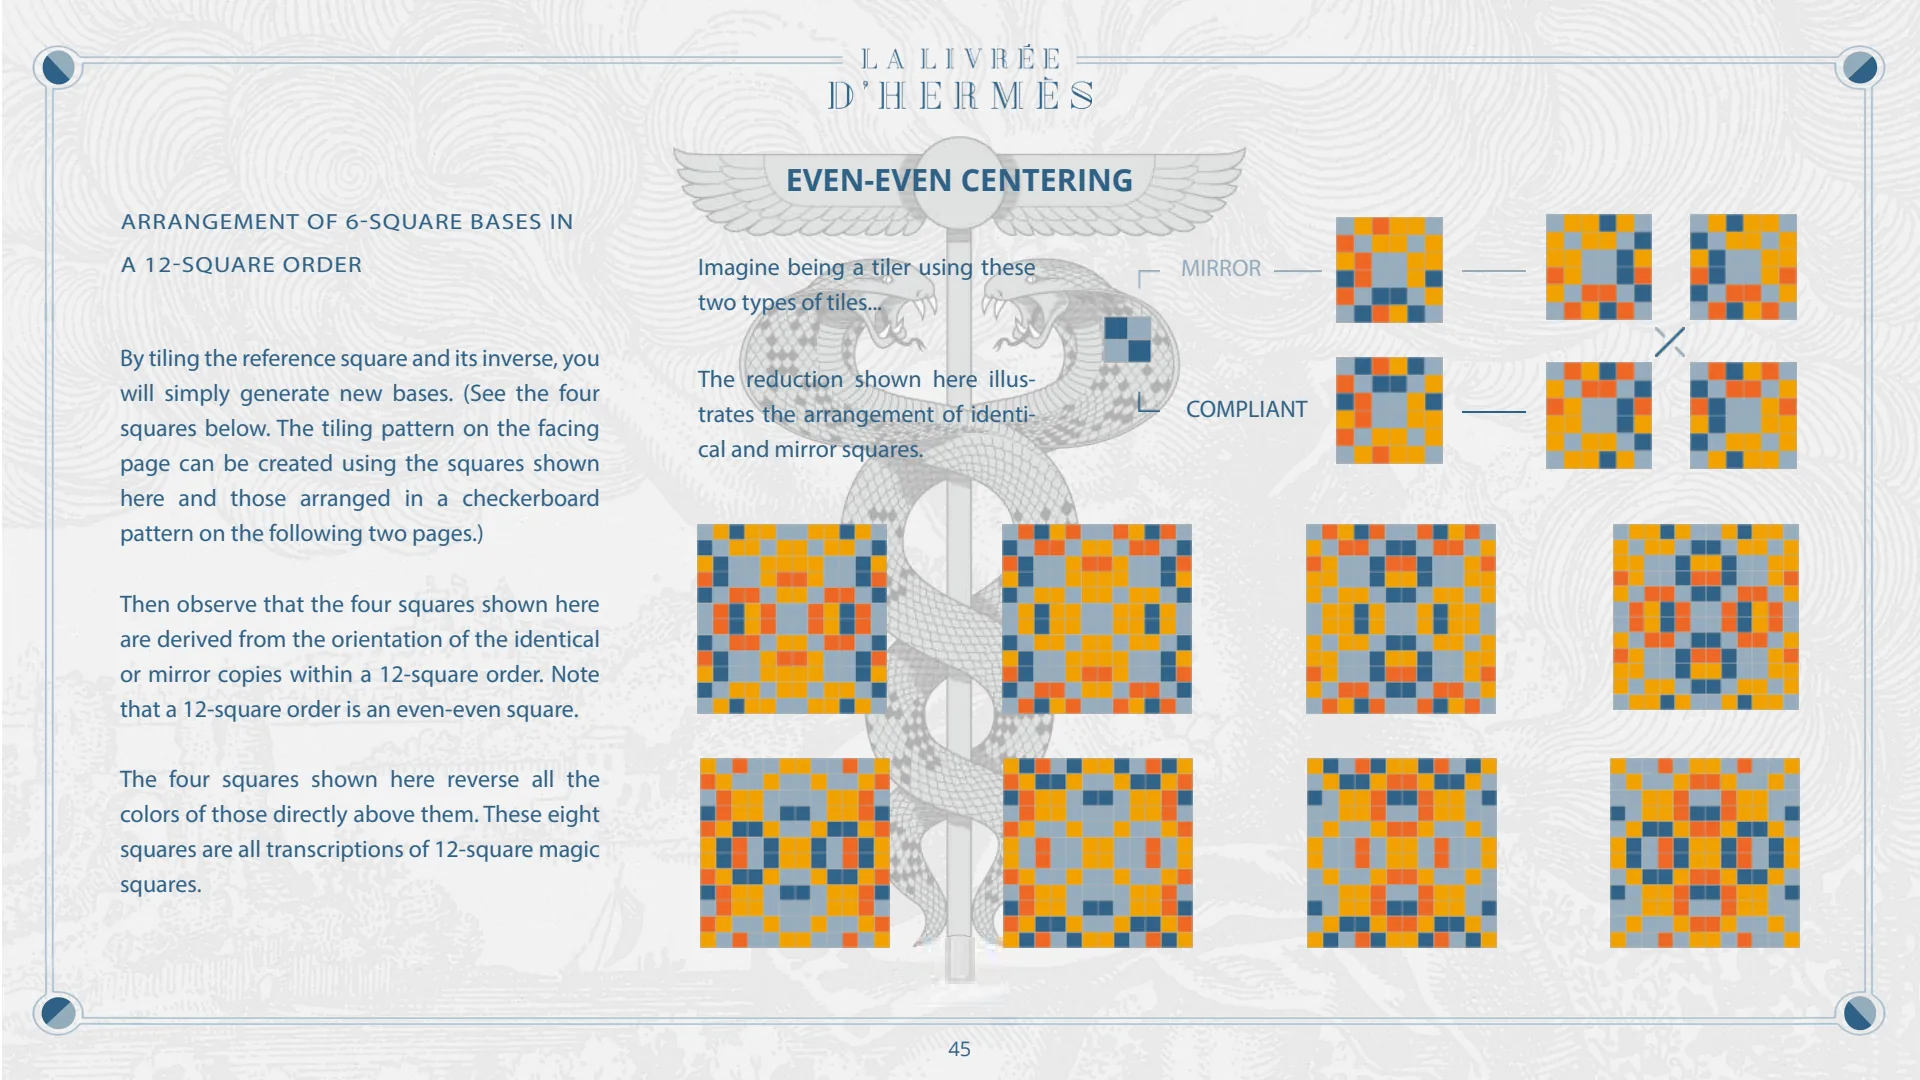 LA LIVRÉE
D'HERMÈS
EVEN-EVEN CENTERING
ARRANGEMENT OF 6-SQUARE BASES IN
A 12-SQUARE ORDER
By tiling the reference square and its inverse, you
will simply generate new bases. (See the four
squares below. The tiling pattern on the facing
page can be created using the squares shown
here and those arranged in a checkerboard
pattern on the following two pages.)
Then observe that the four squares shown here
are derived from the orientation of the identical
or mirror copies within a 12-square order. Note
that a 12-square order is an even-even square.
The four squares shown here reverse all the
colors of those directly above them. These eight
squares are all transcriptions of 12-square magic
squares.
Imagine being a tiler using these
two types of tiles...
The reduction shown here illus-
trates the arrangement of identi-
cal and mirror squares.
MIRROR
COMPLIANT
45